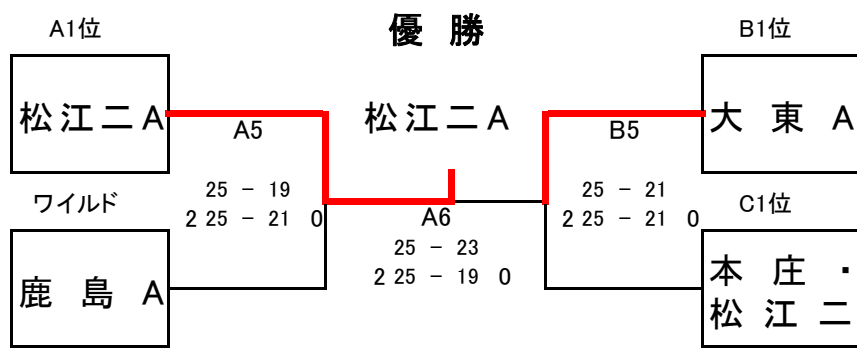 A1位
優 勝
B1位
松江二A
松江二A
大 東 A
A5
B5
25 - 19
2 25 - 21 0
25 - 21
2 25 - 21 0
ワイルド
C1位
A6
25 - 23
2 25 - 19 0
鹿 島 A
本 庄 ・
松 江 二